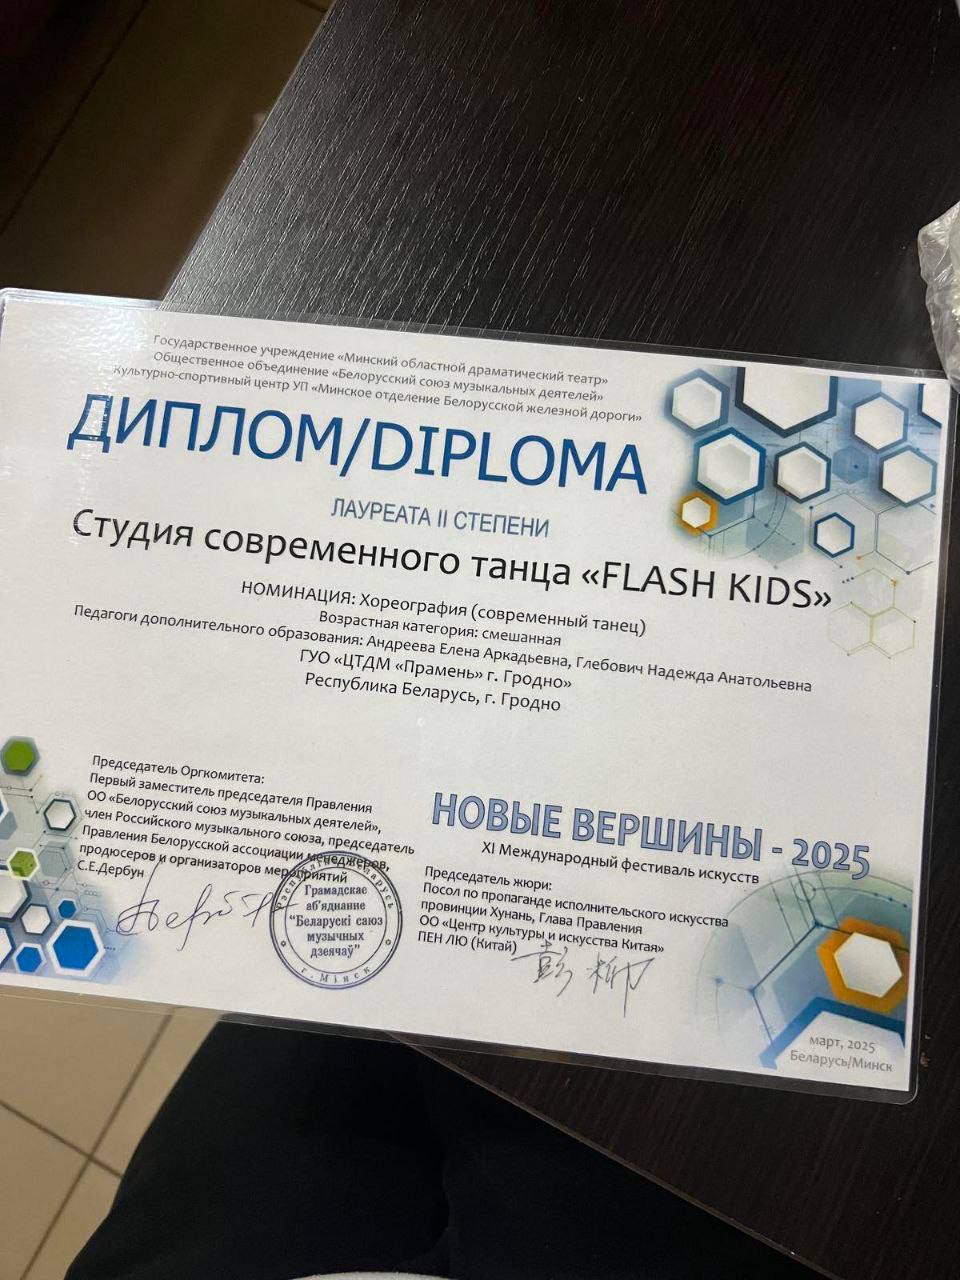 Государственное учреждение «Минский областной драматический театр»
Общественное объединение «Белорусский союз музыкальных деятелей»
Культурно-спортивный центр УП «Минское отделение Белорусской железной дороги»
ДИПЛОМ/DIPLOMA
ЛАУРЕАТА II СТЕПЕНИ
Студия современного танца «FLASH KIDS»
НОМИНАЦИЯ: Хореография (современный танец)
Возрастная категория: смешанная
Педагоги дополнительного образования: Андреева Елена Аркадьевна, Глебович Надежда Анатольевна
ГУО «ЦТДМ «Прамень» г. Гродно»
Республика Беларусь, г. Гродно
Председатель Оргкомитета:
Первый заместитель председателя Правления
ОО «Белорусский союз музыкальных деятелей»,
член Российского музыкального союза, председатель
Правления Белорусской ассоциации менеджеров,
продюсеров и организаторов мероприятий
С.Е.Дербун
Грамадскае
аб'яднанне
"Беларускі саюз
музычных
дзеячаў"
г. Мінск
НОВЫЕ ВЕРШИНЫ - 2025
XI Международный фестиваль искусств
Председатель жюри:
Посол по пропаганде исполнительского искусства
провинции Хунань, Глава Правления
ОО «Центр культуры и искусства Китая»
ПЕН ЛЮ (Китай)
март, 2025
Беларусь/Минск